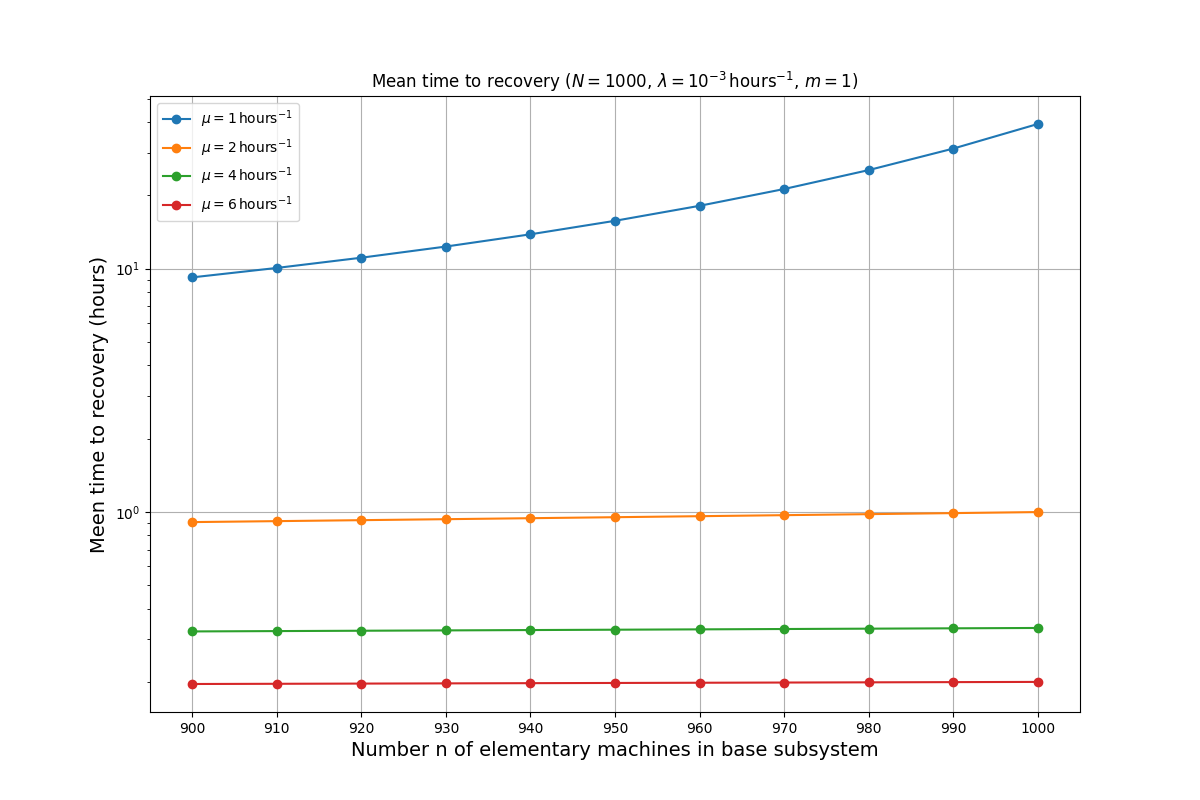 Mean time to recovery (N = 1000, λ = 10⁻³ hours⁻¹, m = 1)
μ = 1 hours⁻¹
μ = 2 hours⁻¹
μ = 4 hours⁻¹
μ = 6 hours⁻¹
Meen time to recovery (hours)
10¹
10⁰
900 910 920 930 940 950 960 970 980 990 1000
Number n of elementary machines in base subsystem